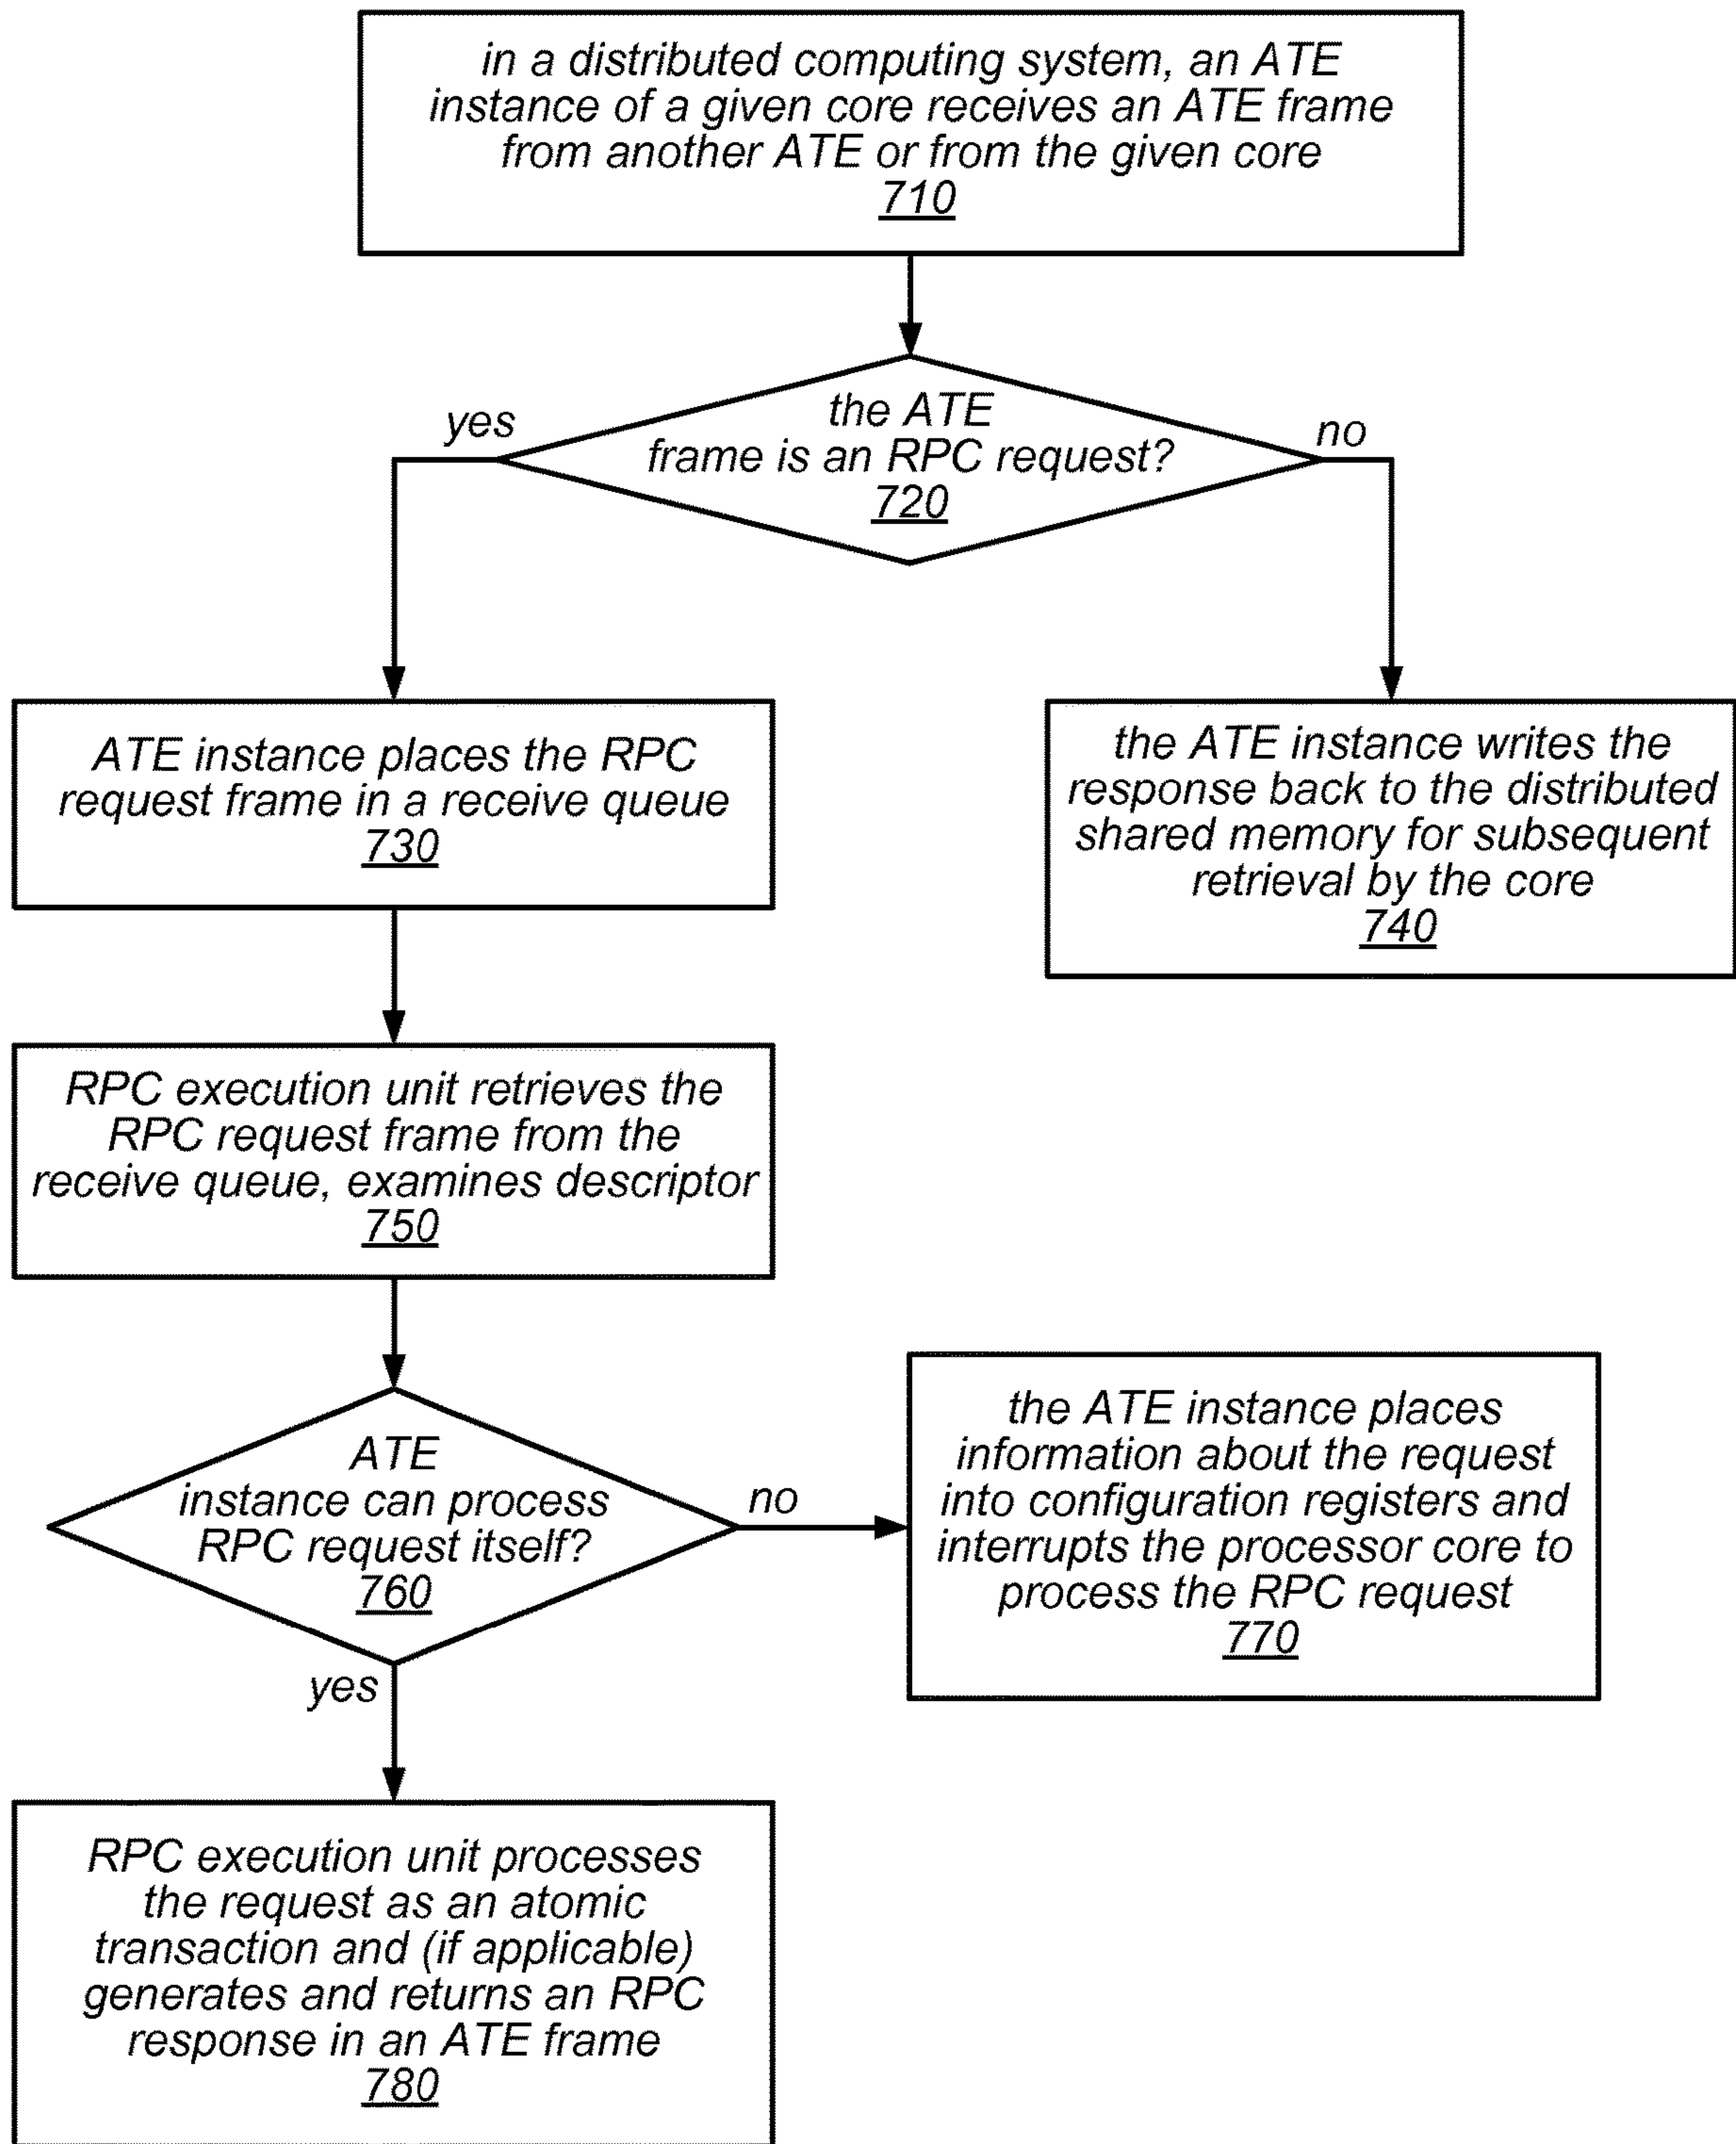 in a distributed computing system, an ATE
instance of a given core receives an ATE frame
from another ATE or from the given core
710
the ATE
frame is an RPC request?
720
yes
no
ATE instance places the RPC
request frame in a receive queue
730
the ATE instance writes the
response back to the distributed
shared memory for subsequent
retrieval by the core
740
RPC execution unit retrieves the
RPC request frame from the
receive queue, examines descriptor
750
ATE
instance can process
RPC request itself?
760
no
yes
the ATE instance places
information about the request
into configuration registers and
interrupts the processor core to
process the RPC request
770
RPC execution unit processes
the request as an atomic
transaction and (if applicable)
generates and returns an RPC
response in an ATE frame
780